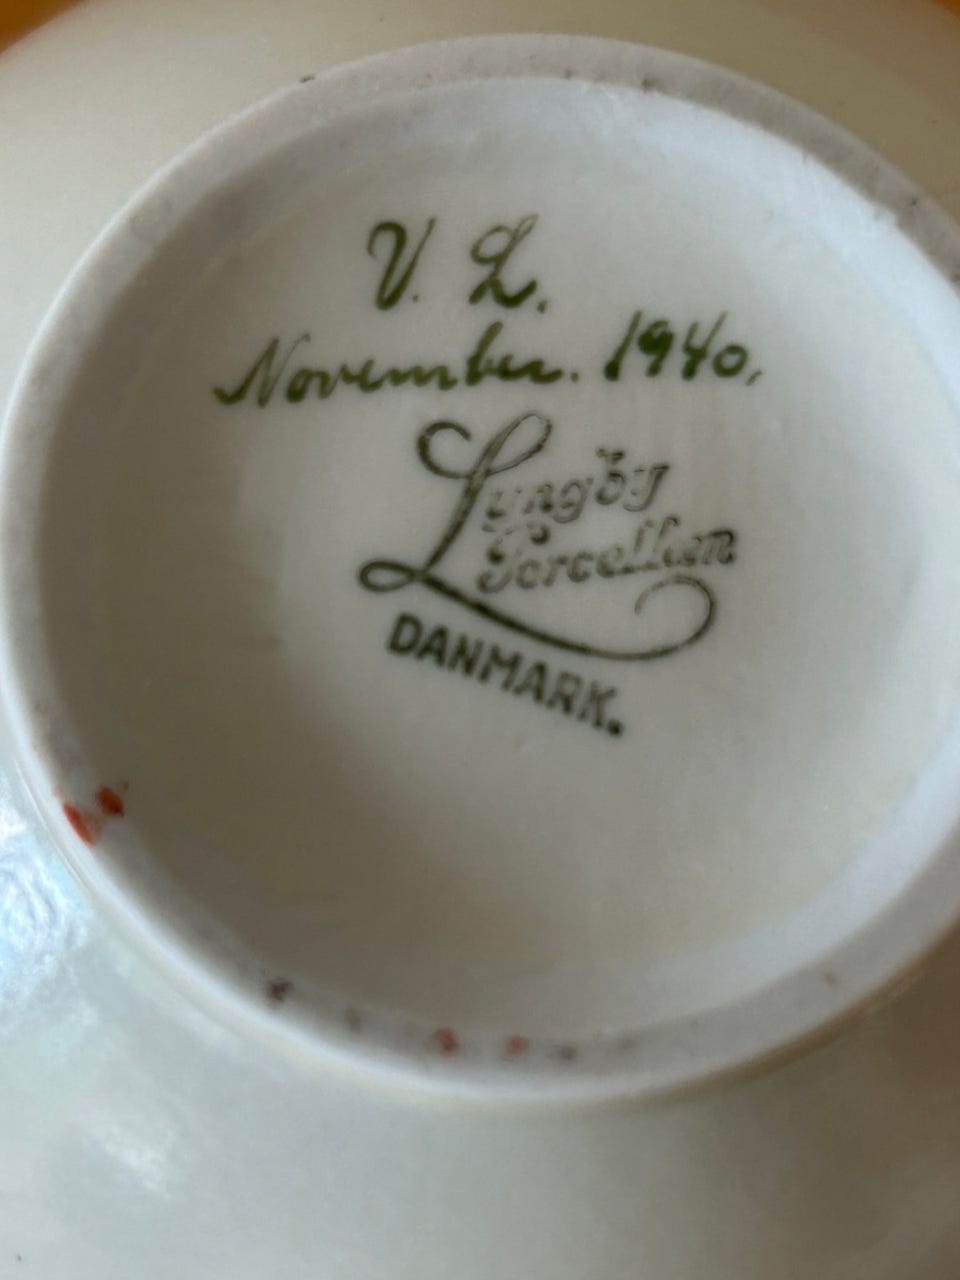 V. L.
November. 1940.
Lyngby
Porcellæn
DANMARK.